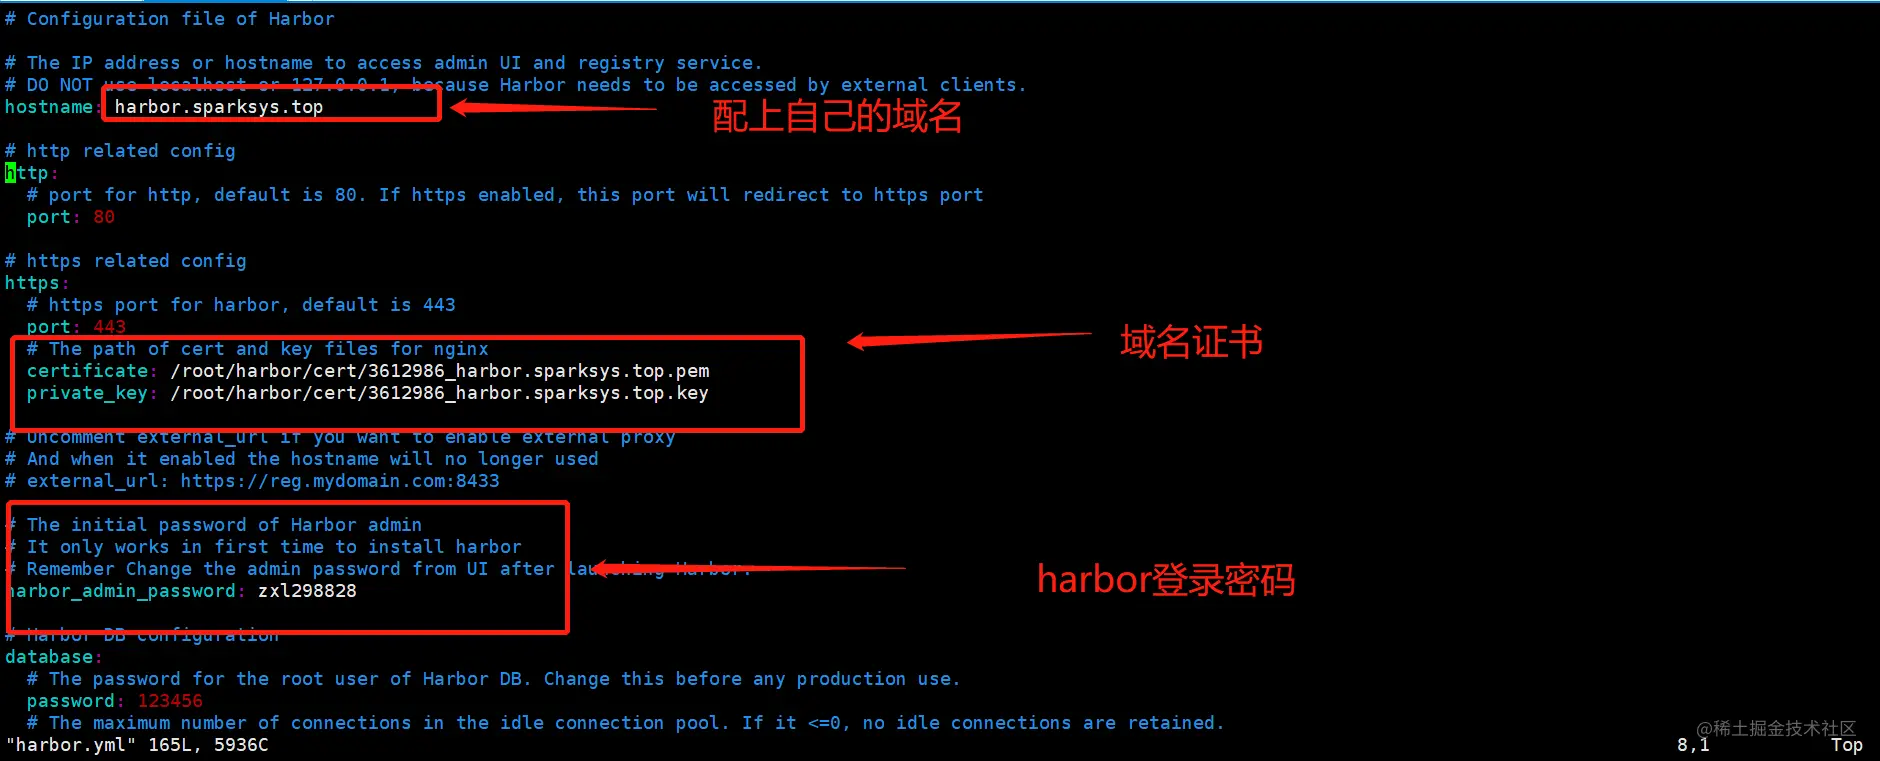 # Configuration file of Harbor
# The IP address or hostname to access admin UI and registry service.
# DO NOT use localhost or 127.0.0.1, because Harbor needs to be accessed by external clients.
hostname: harbor.sparksys.top
配上自己的域名
# http related config
http:
# port for http, default is 80. If https enabled, this port will redirect to https port
port: 80
# https related config
https:
# https port for harbor, default is 443
port: 443
# The path of cert and key files for nginx
域名证书
certificate: /root/harbor/cert/3612986_harbor.sparksys.top.pem
private_key: /root/harbor/cert/3612986_harbor.sparksys.top.key
# Uncomment external_url if you want to enable external proxy
# And when it enabled the hostname will no longer used
# external_url: https://reg.mydomain.com:8433
# The initial password of Harbor admin
# It only works in first time to install harbor
# Remember Change the admin password from UI after launching Harbor.
harbor登录密码
harbor_admin_password: zxl298828
# Harbor DB configuration
database:
# The password for the root user of Harbor DB. Change this before any production use.
password: 123456
# The maximum number of connections in the idle connection pool. If it <=0, no idle connections are retained.
@稀土掘金技术社区
"harbor.yml" 165L, 5936C 8,1 Top